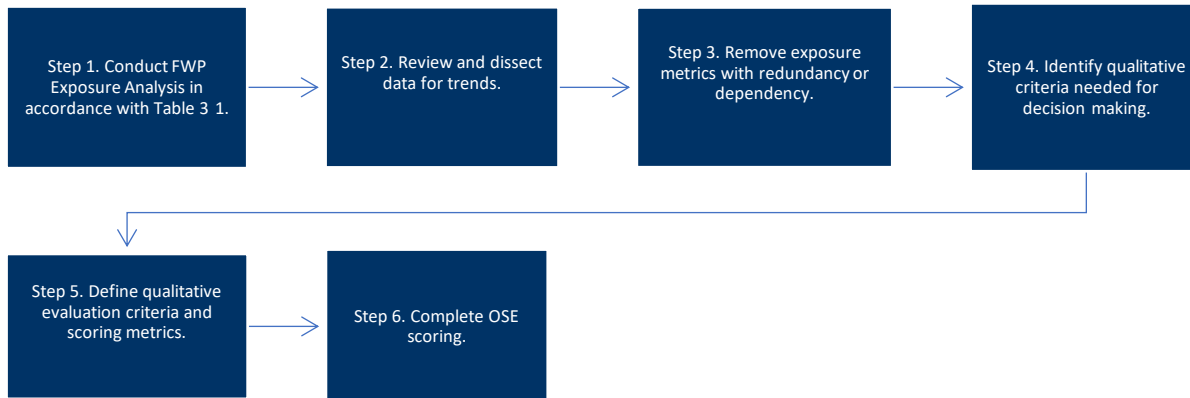 Step 1. Conduct FWP
Exposure Analysis in
accordance with Table 3 1.
Step 2. Review and dissect
data for trends.
Step 3. Remove exposure
metrics with redundancy or
dependency.
Step 4. Identify qualitative
criteria needed for
decision making.
Step 5. Define qualitative
evaluation criteria and
scoring metrics.
Step 6. Complete OSE
scoring.